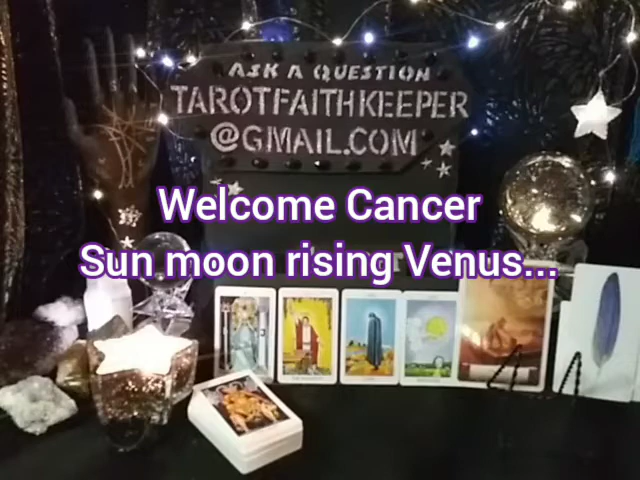 ASK A QUESTION
TAROTFAITHKEEPER
@GMAIL.COM
Welcome Cancer
Sun moon rising Venus...